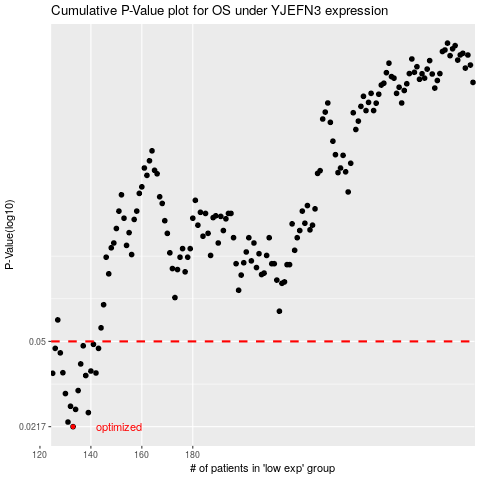 Cumulative P-Value plot for OS under YJEFN3 expression
P-Value(log10)
0.05
0.0217
optimized
120 140 160 180
# of patients in 'low exp' group